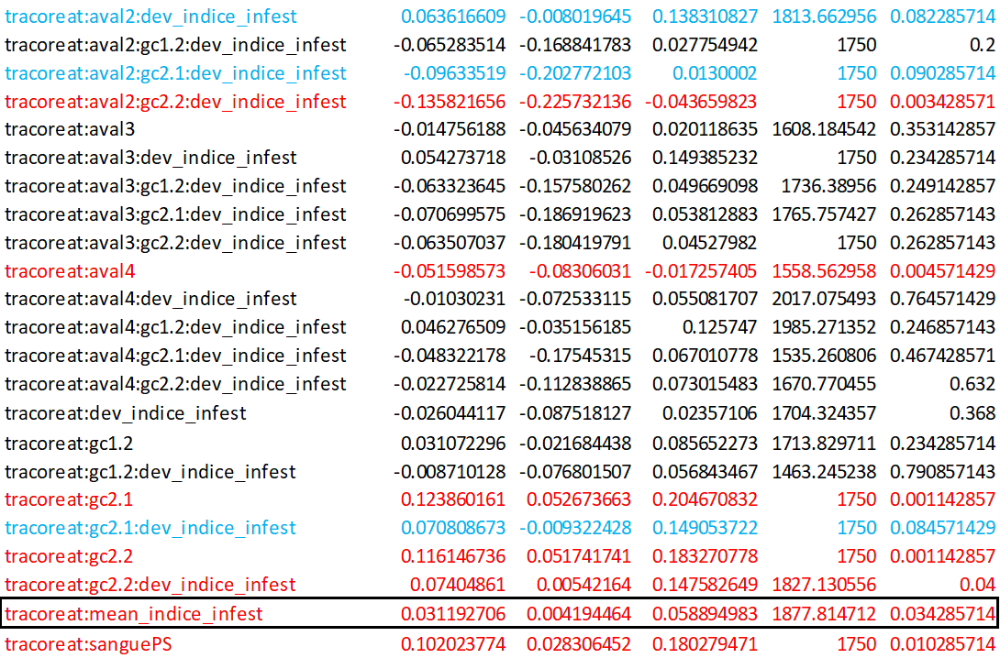 tracoreat:aval2:dev_indice_infest 0.063616609 -0.008019645 0.138310827 1813.662956 0.082285714
tracoreat:aval2:gc1.2:dev_indice_infest -0.065283514 -0.168841783 0.027754942 1750 0.2
tracoreat:aval2:gc2.1:dev_indice_infest -0.09633519 -0.202772103 0.0130002 1750 0.090285714
tracoreat:aval2:gc2.2:dev_indice_infest -0.135821656 -0.225732136 -0.043659823 1750 0.003428571
tracoreat:aval3 -0.014756188 -0.045634079 0.020118635 1608.184542 0.353142857
tracoreat:aval3:dev_indice_infest 0.054273718 -0.03108526 0.149385232 1750 0.234285714
tracoreat:aval3:gc1.2:dev_indice_infest -0.063323645 -0.157580262 0.049669098 1736.38956 0.249142857
tracoreat:aval3:gc2.1:dev_indice_infest -0.070699575 -0.186919623 0.053812883 1765.757427 0.262857143
tracoreat:aval3:gc2.2:dev_indice_infest -0.063507037 -0.180419791 0.04527982 1750 0.262857143
tracoreat:aval4 -0.051598573 -0.08306031 -0.017257405 1558.562958 0.004571429
tracoreat:aval4:dev_indice_infest -0.01030231 -0.072533115 0.055081707 2017.075493 0.764571429
tracoreat:aval4:gc1.2:dev_indice_infest 0.046276509 -0.035156185 0.125747 1985.271352 0.246857143
tracoreat:aval4:gc2.1:dev_indice_infest -0.048322178 -0.17545315 0.067010778 1535.260806 0.467428571
tracoreat:aval4:gc2.2:dev_indice_infest -0.022725814 -0.112838865 0.073015483 1670.770455 0.632
tracoreat:dev_indice_infest -0.026044117 -0.087518127 0.02357106 1704.324357 0.368
tracoreat:gc1.2 0.031072296 -0.021684438 0.085652273 1713.829711 0.234285714
tracoreat:gc1.2:dev_indice_infest -0.008710128 -0.076801507 0.056843467 1463.245238 0.790857143
tracoreat:gc2.1 0.123860161 0.052673663 0.204670832 1750 0.001142857
tracoreat:gc2.1:dev_indice_infest 0.070808673 -0.009322428 0.149053722 1750 0.084571429
tracoreat:gc2.2 0.116146736 0.051741741 0.183270778 1750 0.001142857
tracoreat:gc2.2:dev_indice_infest 0.07404861 0.00542164 0.147582649 1827.130556 0.04
tracoreat:mean_indice_infest 0.031192706 0.004194464 0.058894983 1877.814712 0.034285714
tracoreat:sanguePS 0.102023774 0.028306452 0.180279471 1750 0.010285714